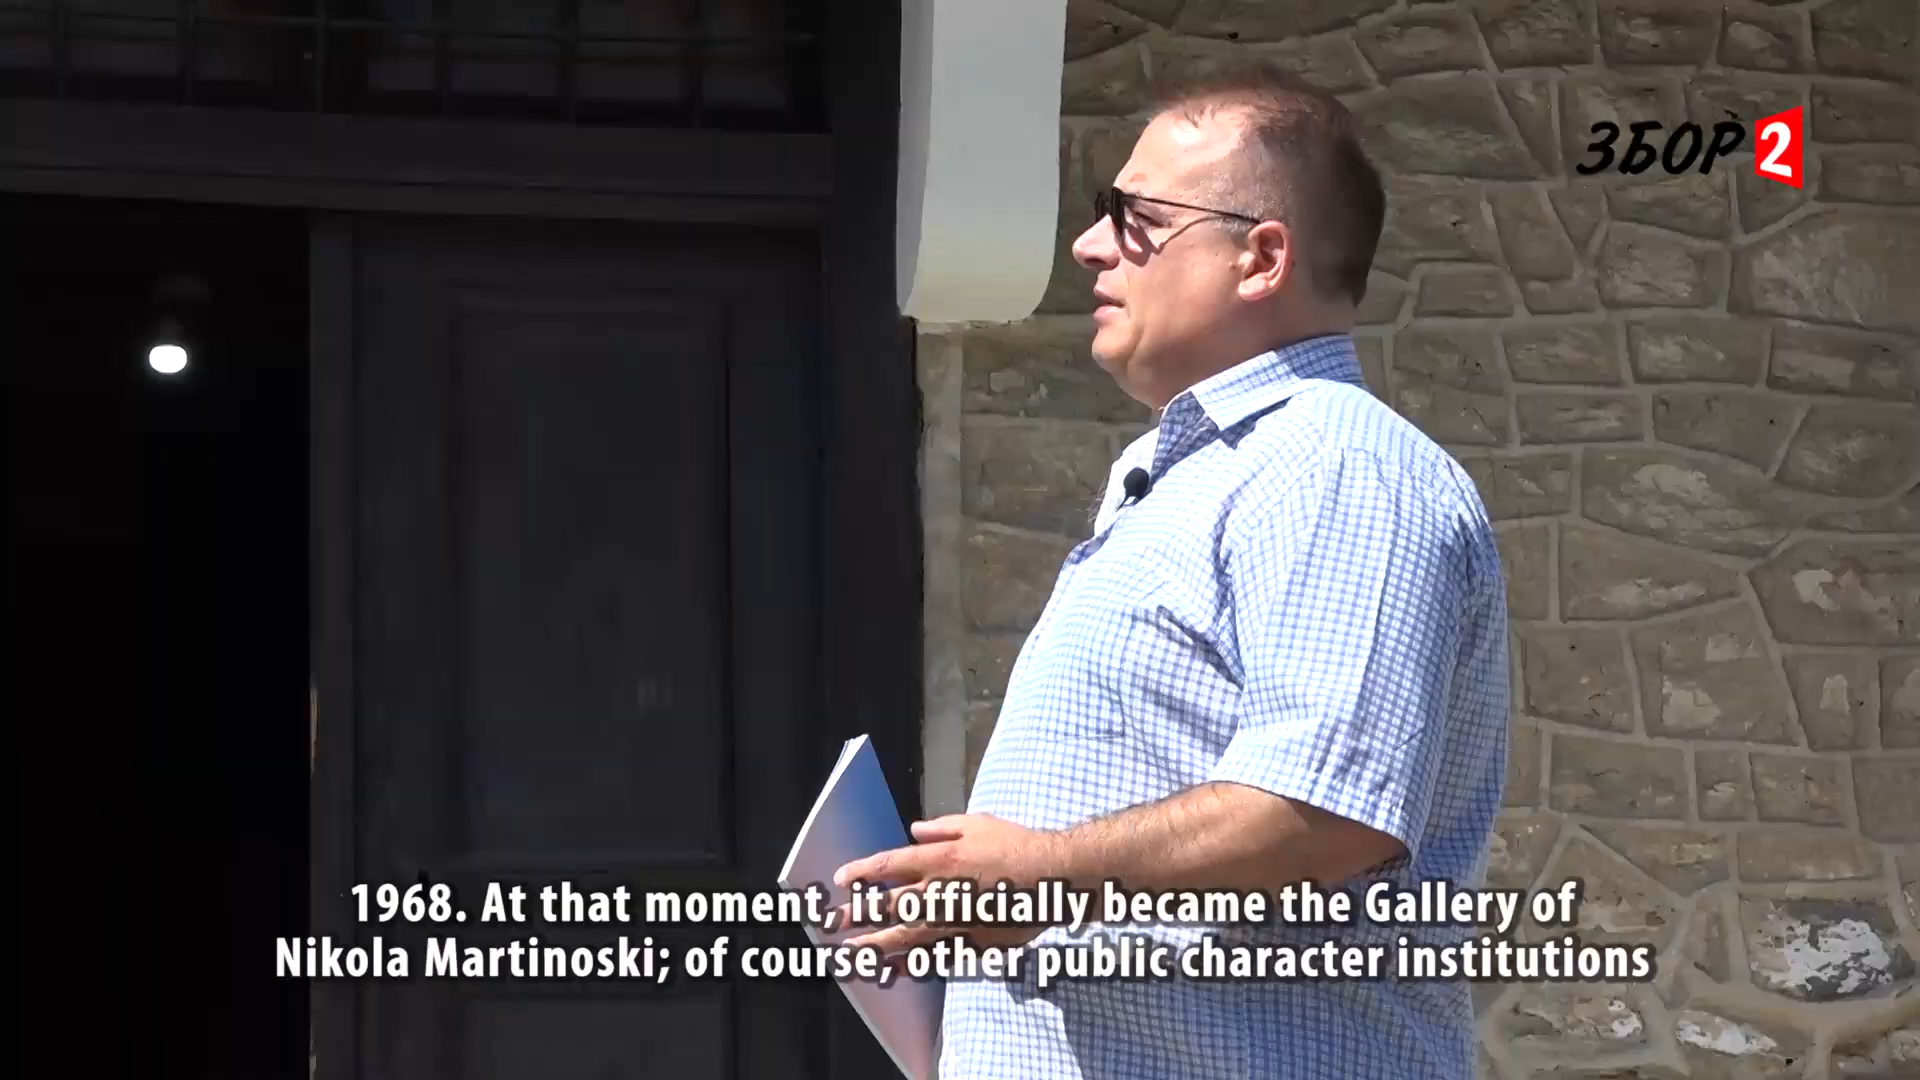 ЗБОР 2
1968. At that moment, it officially became the Gallery of
Nikola Martinoski; of course, other public character institutions